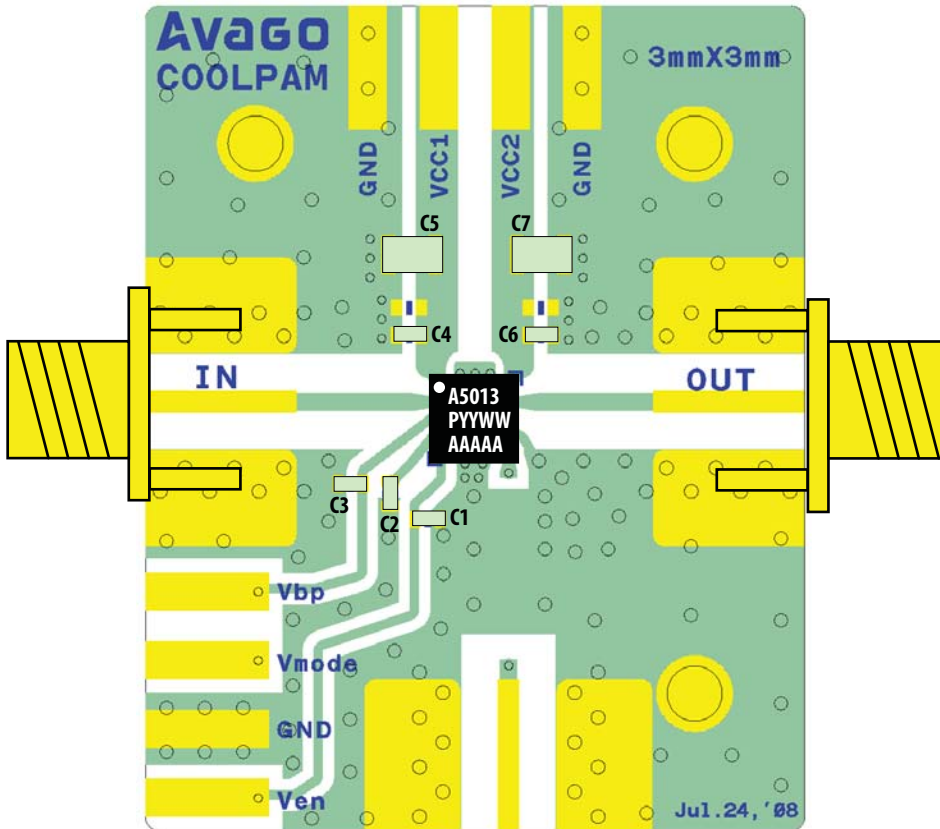 Avago
COOLPAM
3mmX3mm
GND
VCC1
VCC2
GND
C5
C7
C4
C6
IN
OUT
A5013
PYYWW
AAAAA
C3
C2
C1
Vbp
Vmode
GND
Ven
Jul.24,'08